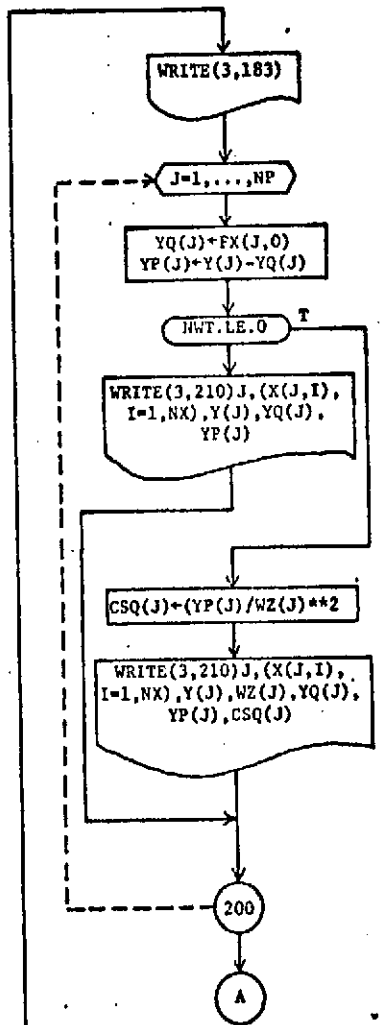 WRITE(3,183)
J=1,...,NP
YQ(J)←FX(J,0)
YP(J)←Y(J)-YQ(J)
NWT.LE.0
T
WRITE(3,210)J,(X(J,I),
I=1,NX),Y(J),YQ(J),
YP(J)
CSQ(J)←(YP(J)/WZ(J)**2
WRITE(3,210)J,(X(J,I),
I=1,NX),Y(J),WZ(J),YQ(J),
YP(J),CSQ(J)
200
A